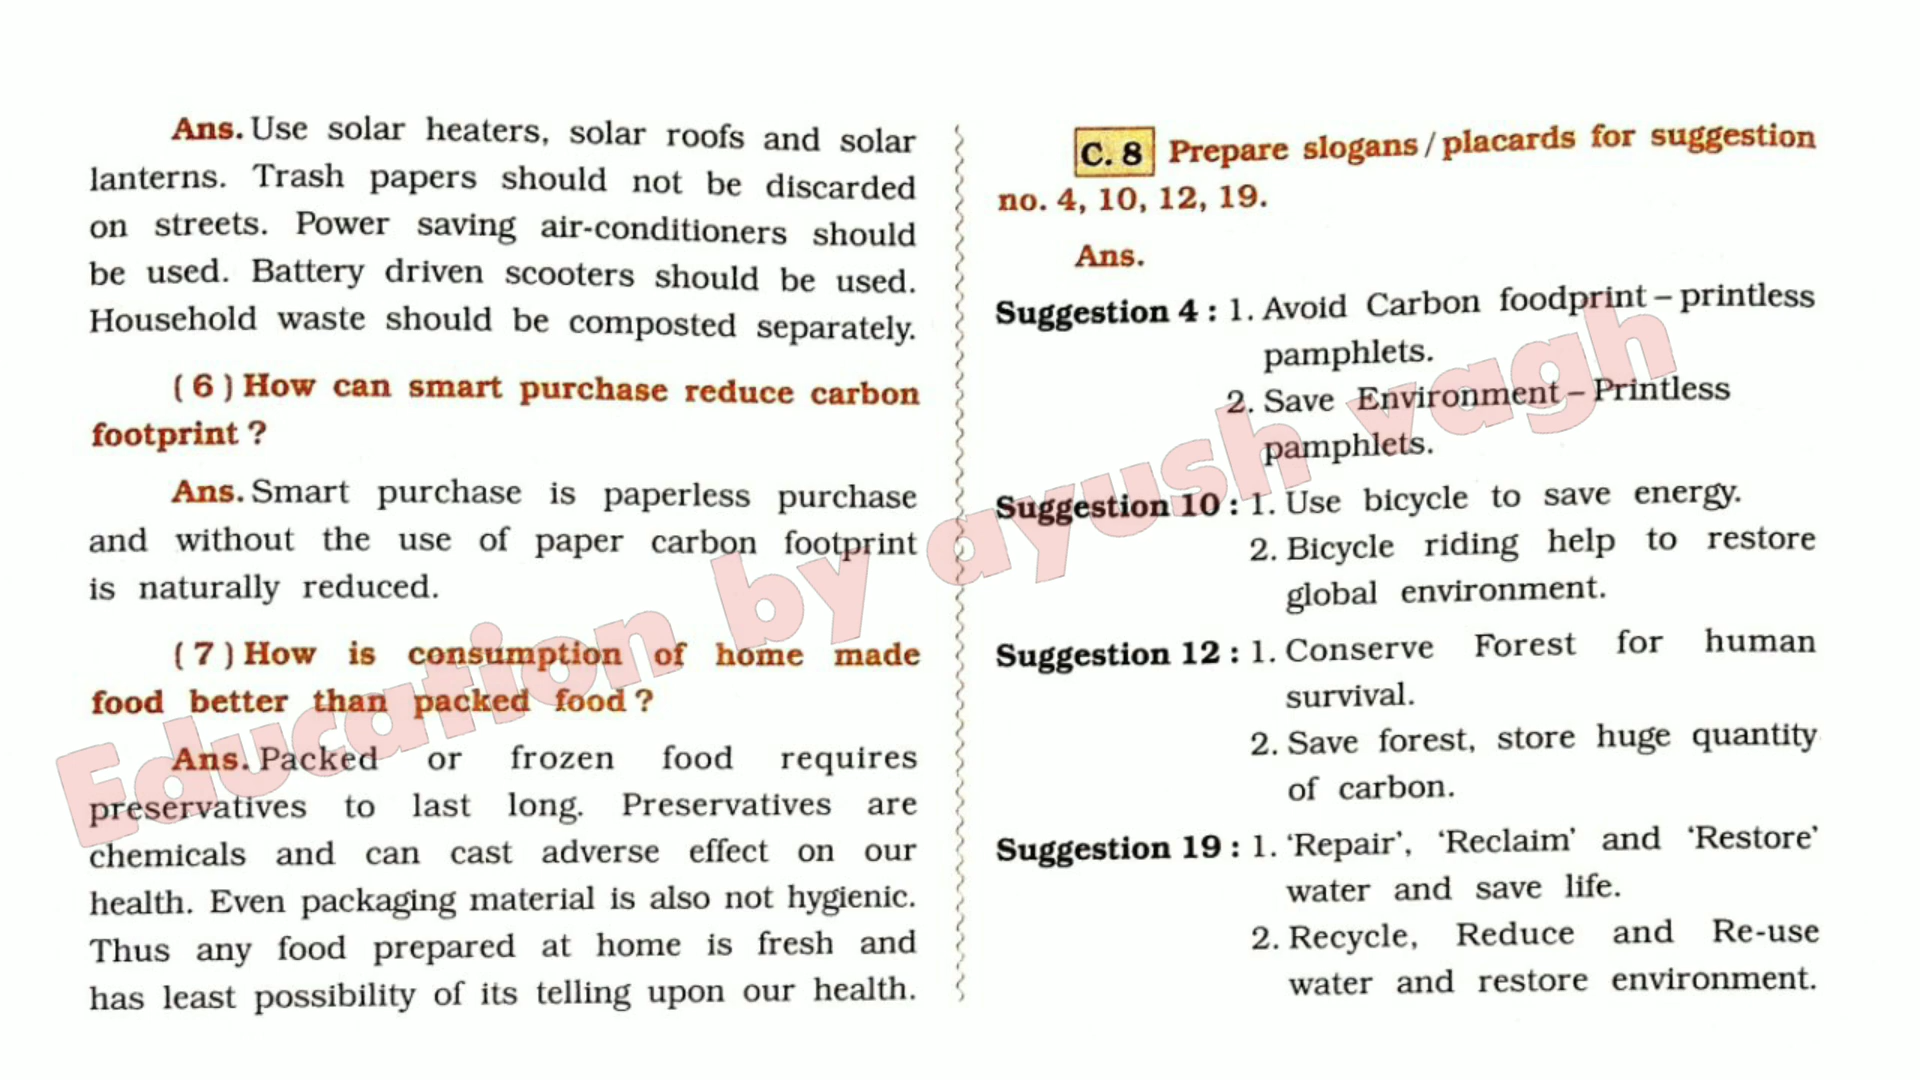 Ans. Use solar heaters, solar roofs and solar
lanterns. Trash papers should not be discarded
on streets. Power saving air-conditioners should
be used. Battery driven scooters should be used.
Household waste should be composted separately.
( 6 ) How can smart purchase reduce carbon
footprint ?
Ans. Smart purchase is paperless purchase
and without the use of paper carbon footprint
is naturally reduced.
( 7 ) How is consumption of home made
food better than packed food ?
Ans. Packed or frozen food requires
preservatives to last long. Preservatives are
chemicals and can cast adverse effect on our
health. Even packaging material is also not hygienic.
Thus any food prepared at home is fresh and
has least possibility of its telling upon our health.
C. 8 Prepare slogans / placards for suggestion
no. 4, 10, 12, 19.
Ans.
Suggestion 4 : 1. Avoid Carbon foodprint – printless
pamphlets.
2. Save Environment – Printless
pamphlets.
Suggestion 10 : 1. Use bicycle to save energy.
2. Bicycle riding help to restore
global environment.
Suggestion 12 : 1. Conserve Forest for human
survival.
2. Save forest, store huge quantity
of carbon.
Suggestion 19 : 1. ‘Repair’, ‘Reclaim’ and ‘Restore’
water and save life.
2. Recycle, Reduce and Re-use
water and restore environment.
Education by ayush vagh